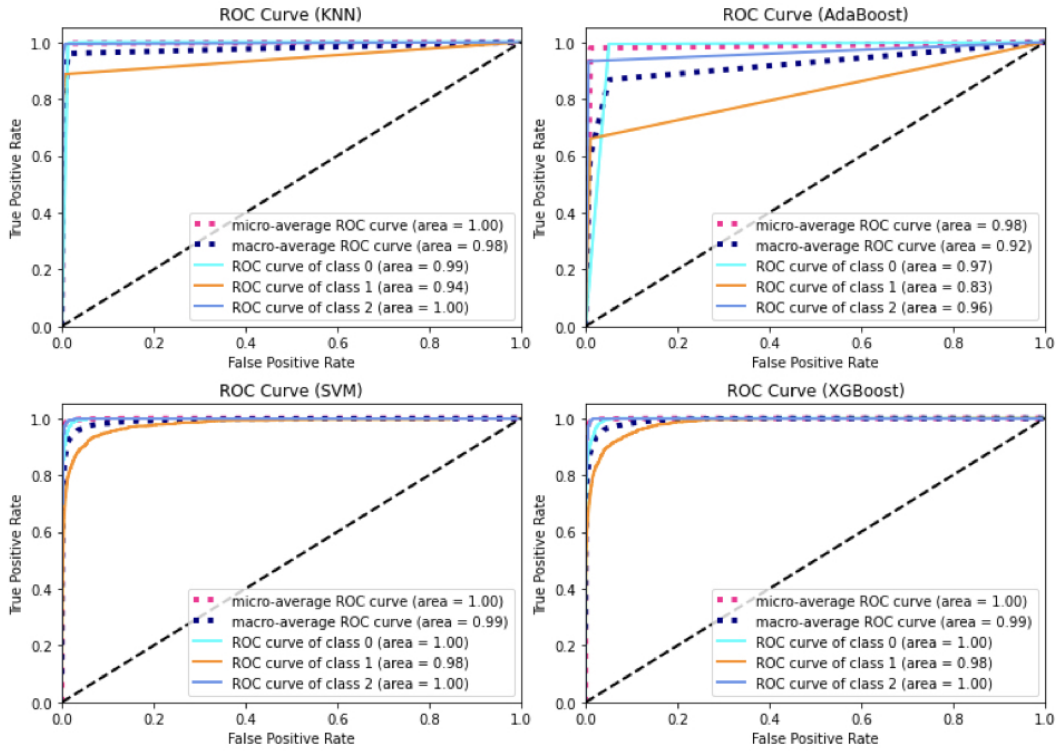 ROC Curve (KNN)
True Positive Rate
1.0
0.8
0.6
0.4
0.2
0.0
micro-average ROC curve (area = 1.00)
macro-average ROC curve (area = 0.98)
ROC curve of class 0 (area = 0.99)
ROC curve of class 1 (area = 0.94)
ROC curve of class 2 (area = 1.00)
0.0 0.2 0.4 0.6 0.8 1.0
False Positive Rate
ROC Curve (AdaBoost)
True Positive Rate
1.0
0.8
0.6
0.4
0.2
0.0
micro-average ROC curve (area = 0.98)
macro-average ROC curve (area = 0.92)
ROC curve of class 0 (area = 0.97)
ROC curve of class 1 (area = 0.83)
ROC curve of class 2 (area = 0.96)
0.0 0.2 0.4 0.6 0.8 1.0
False Positive Rate
ROC Curve (SVM)
True Positive Rate
1.0
0.8
0.6
0.4
0.2
0.0
micro-average ROC curve (area = 1.00)
macro-average ROC curve (area = 0.99)
ROC curve of class 0 (area = 1.00)
ROC curve of class 1 (area = 0.98)
ROC curve of class 2 (area = 1.00)
0.0 0.2 0.4 0.6 0.8 1.0
False Positive Rate
ROC Curve (XGBoost)
True Positive Rate
1.0
0.8
0.6
0.4
0.2
0.0
micro-average ROC curve (area = 1.00)
macro-average ROC curve (area = 0.99)
ROC curve of class 0 (area = 1.00)
ROC curve of class 1 (area = 0.98)
ROC curve of class 2 (area = 1.00)
0.0 0.2 0.4 0.6 0.8 1.0
False Positive Rate